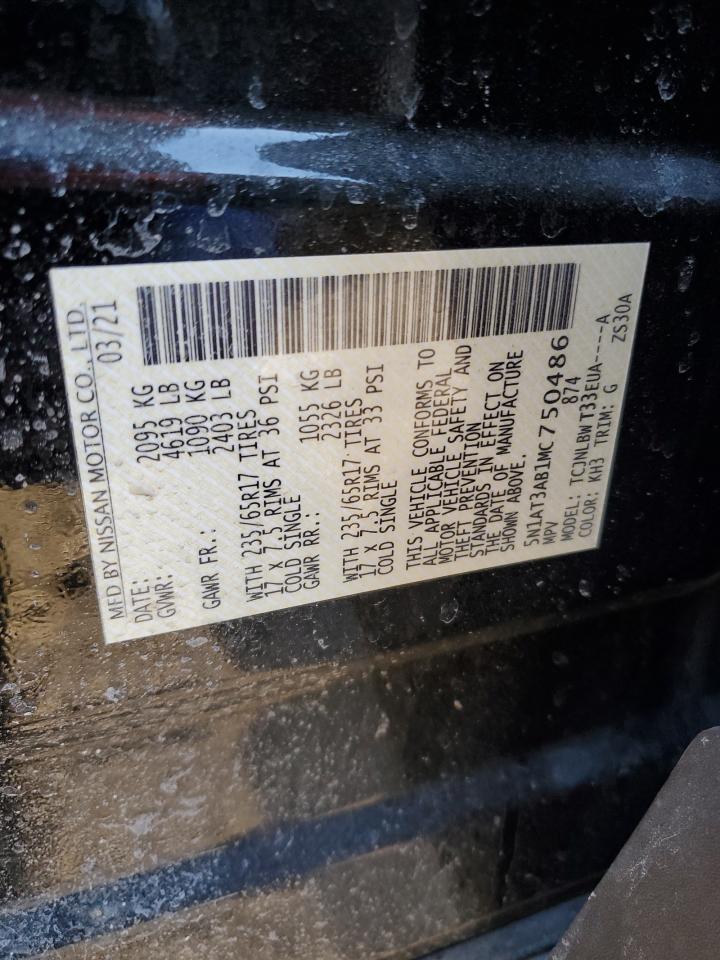 MFD BY NISSAN MOTOR CO., LTD.
DATE: 03/21
GVWR: 2095 KG
4619 LB
GAWR FR.: 1090 KG
2403 LB
WITH 235/65R17 TIRES
17 X 7.5 RIMS AT 36 PSI
COLD SINGLE
GAWR RR.: 1055 KG
2326 LB
WITH 235/65R17 TIRES
17 X 7.5 RIMS AT 33 PSI
COLD SINGLE
THIS VEHICLE CONFORMS TO
ALL APPLICABLE FEDERAL
MOTOR VEHICLE SAFETY AND
THEFT PREVENTION
STANDARDS IN EFFECT ON
THE DATE OF MANUFACTURE
SHOWN ABOVE.
5N1AT3AB1MC750486
MPV 874
MODEL: TCJNLBWT33EUA-----A
COLOR: KH3 TRIM: G ZS30A